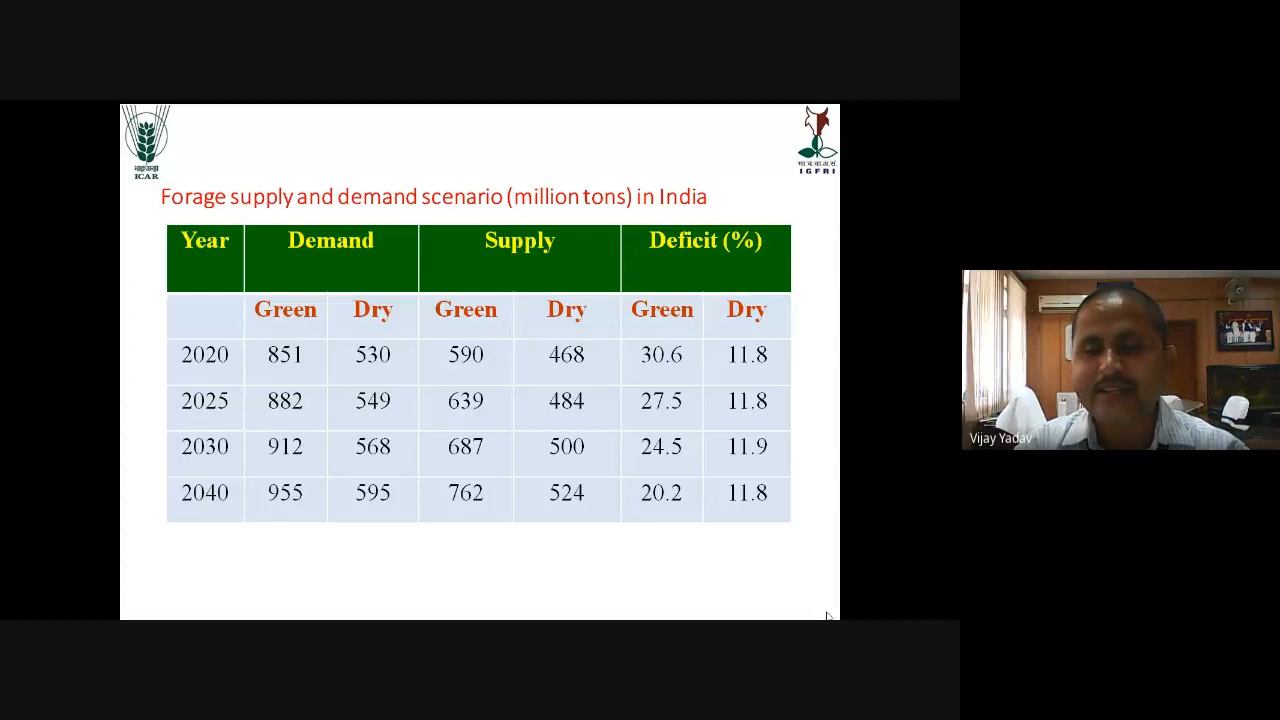 ICAR
IGFRI
Forage supply and demand scenario (million tons) in India
Year Demand Supply Deficit (%)
Green Dry Green Dry Green Dry
2020 851 530 590 468 30.6 11.8
2025 882 549 639 484 27.5 11.8
2030 912 568 687 500 24.5 11.9
2040 955 595 762 524 20.2 11.8
Vijay Yadav